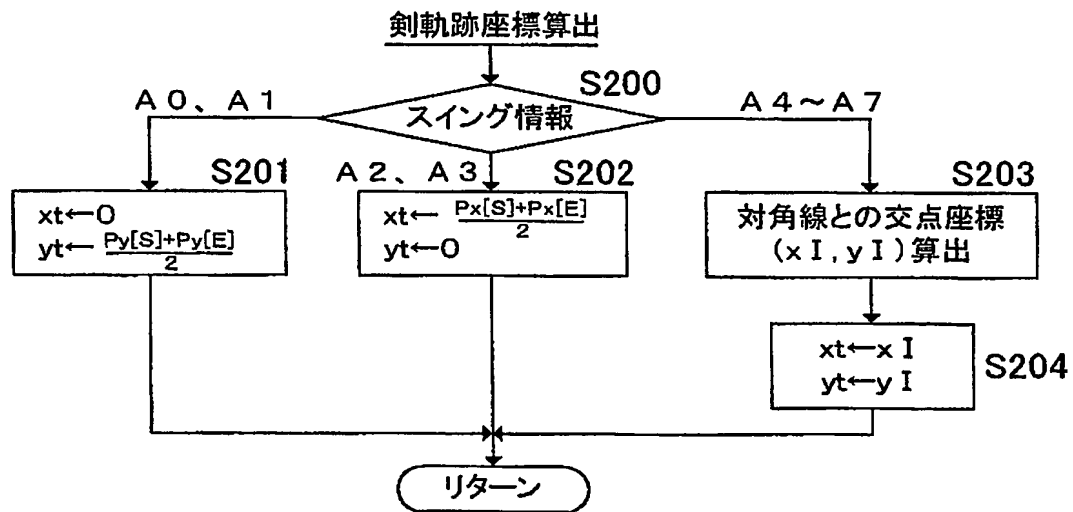 剣軌跡座標算出
S200
スイング情報
A0、A1
A4～A7
S201
A2、A3
S202
S203
xt←0
yt← Py[S]+Py[E]
2
xt← Px[S]+Px[E]
2
yt←0
対角線との交点座標
(xI,yI)算出
xt←xI
yt←yI
S204
リターン